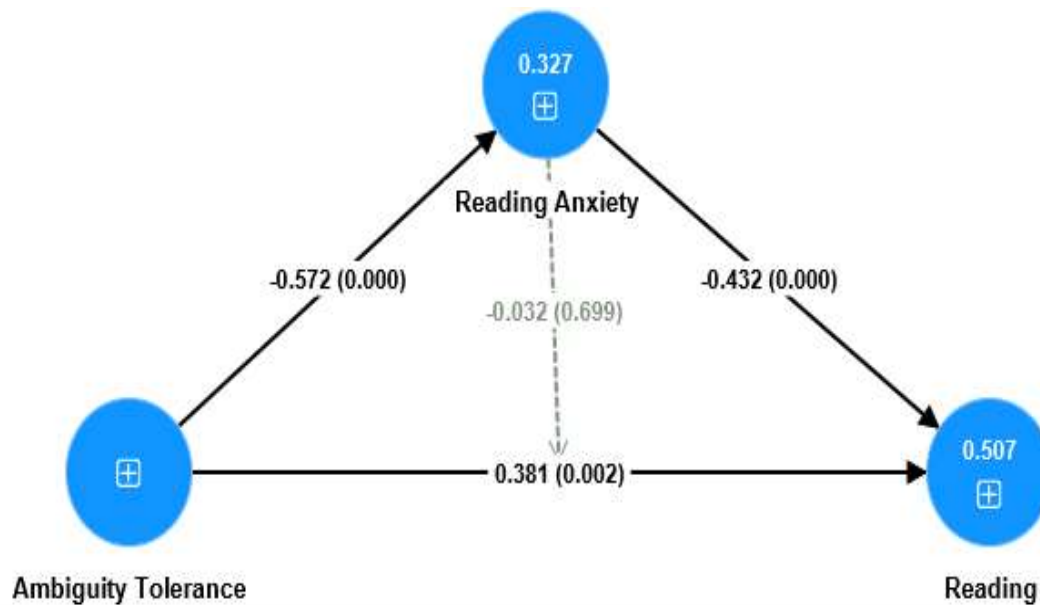 0.327
Reading Anxiety
-0.572 (0.000)
-0.432 (0.000)
-0.032 (0.699)
0.381 (0.002)
0.507
Ambiguity Tolerance
Reading